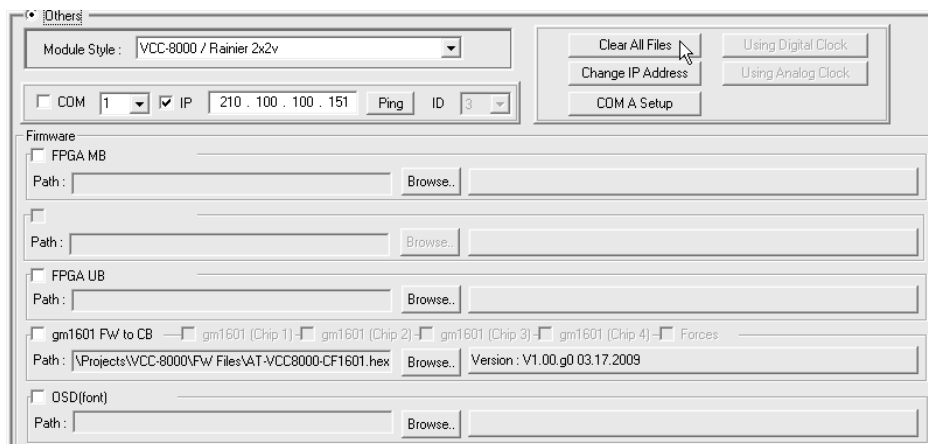 Others
Module Style : VCC-8000 / Rainier 2x2v
Clear All Files Using Digital Clock
Change IP Address Using Analog Clock
COM 1 IP 210 . 100 . 100 . 151 Ping ID 3
COM A Setup
Firmware
FPGA MB
Path : Browse..
Path : Browse..
FPGA UB
Path : Browse..
gm1601 FW to CB gm1601 (Chip 1) gm1601 (Chip 2) gm1601 (Chip 3) gm1601 (Chip 4) Forces
Path : \Projects\VCC-8000\FW Files\AT-VCC8000-CF1601.hex Browse.. Version : V1.00.g0 03.17.2009
OSD(font)
Path : Browse..